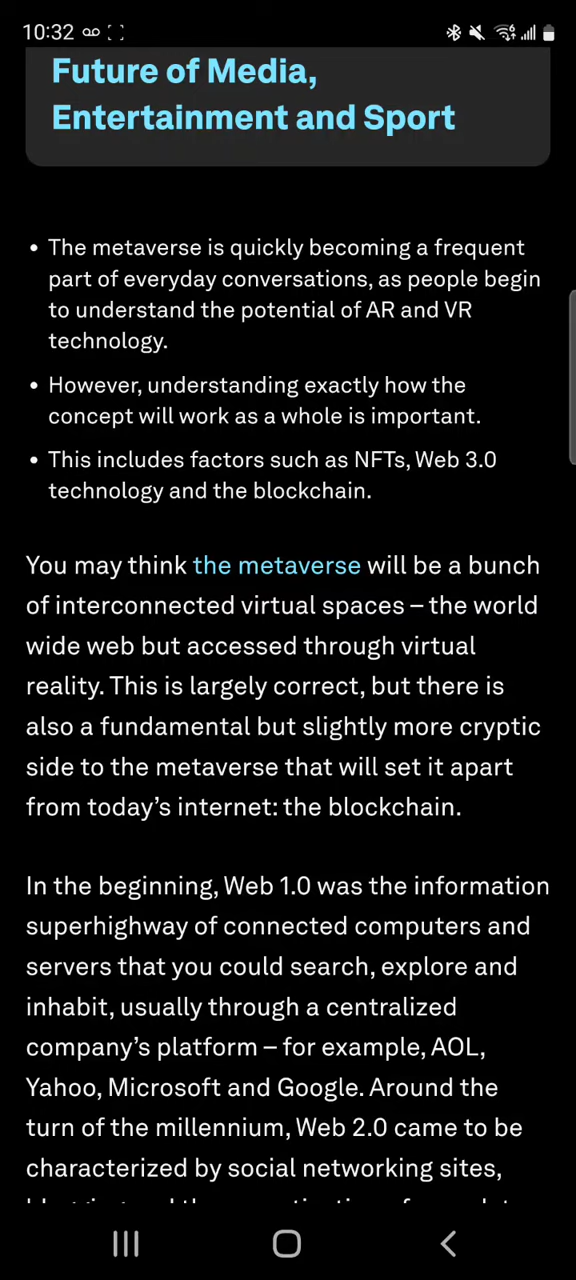 10:32
Future of Media,
Entertainment and Sport
• The metaverse is quickly becoming a frequent
part of everyday conversations, as people begin
to understand the potential of AR and VR
technology.
• However, understanding exactly how the
concept will work as a whole is important.
• This includes factors such as NFTs, Web 3.0
technology and the blockchain.
You may think the metaverse will be a bunch
of interconnected virtual spaces – the world
wide web but accessed through virtual
reality. This is largely correct, but there is
also a fundamental but slightly more cryptic
side to the metaverse that will set it apart
from today’s internet: the blockchain.
In the beginning, Web 1.0 was the information
superhighway of connected computers and
servers that you could search, explore and
inhabit, usually through a centralized
company’s platform – for example, AOL,
Yahoo, Microsoft and Google. Around the
turn of the millennium, Web 2.0 came to be
characterized by social networking sites,